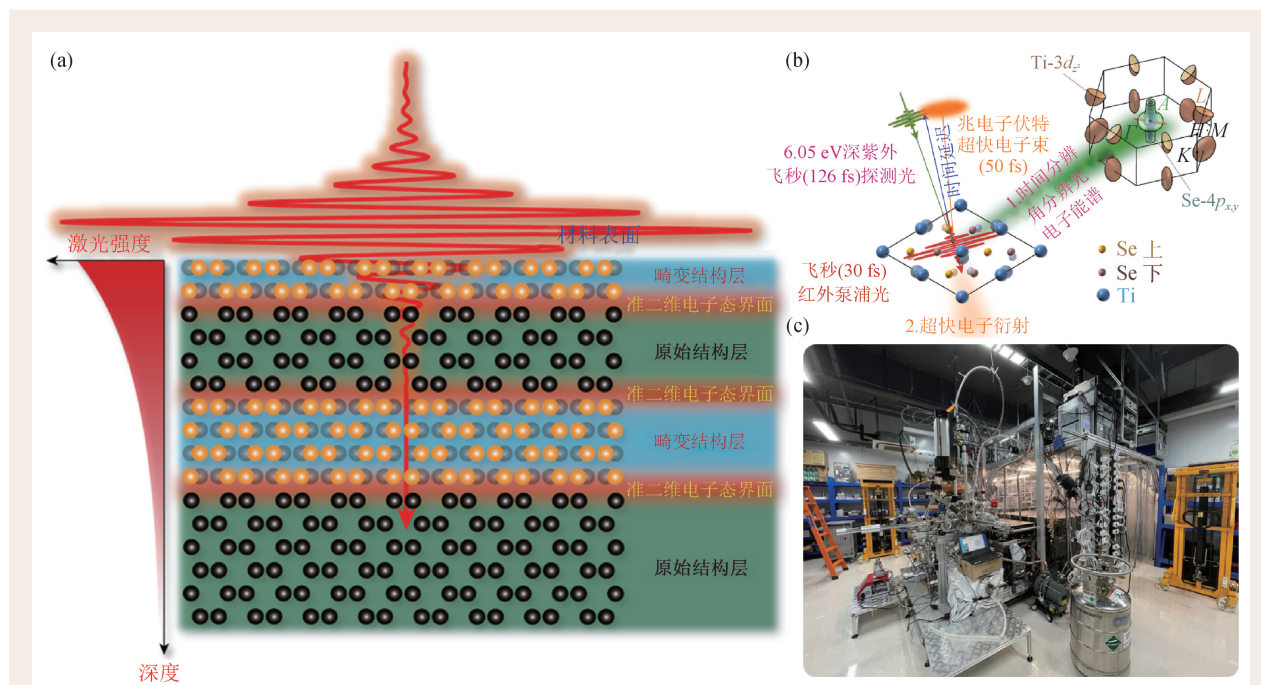 (a)
激光强度
材料表面
畸变结构层
准二维电子态界面
原始结构层
准二维电子态界面
畸变结构层
准二维电子态界面
原始结构层
深度
(b)
Ti-3d_{z²}
兆电子伏特
超快电子束
(50 fs)
6.05 eV深紫外
飞秒(126 fs)探测光
时间延迟
A
L
Γ
H
M
K
Se-4p_{x,y}
1.时间分辨
角分辨光
电子能谱
飞秒(30 fs)
红外泵浦光
Se 上
Se 下
Ti
2.超快电子衍射
(c)